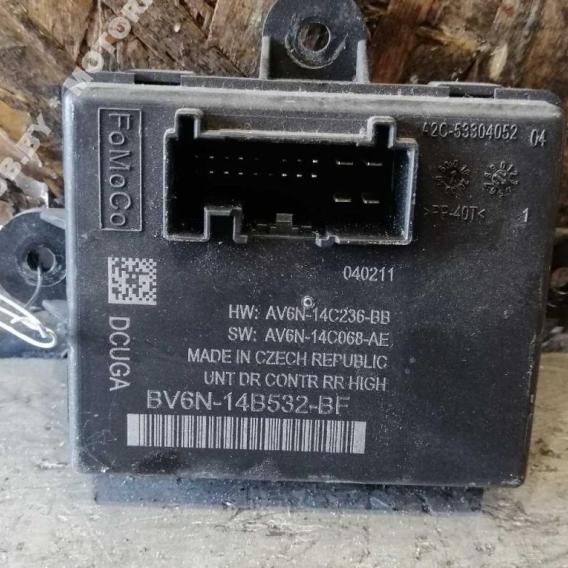 FoMoCo
A2C-53304052 04
>PP-40T< 1
040211
HW: AV6N-14C236-BB
SW: AV6N-14C068-AE
MADE IN CZECH REPUBLIC
UNT DR CONTR RR HIGH
DCUGA
BV6N-14B532-BF